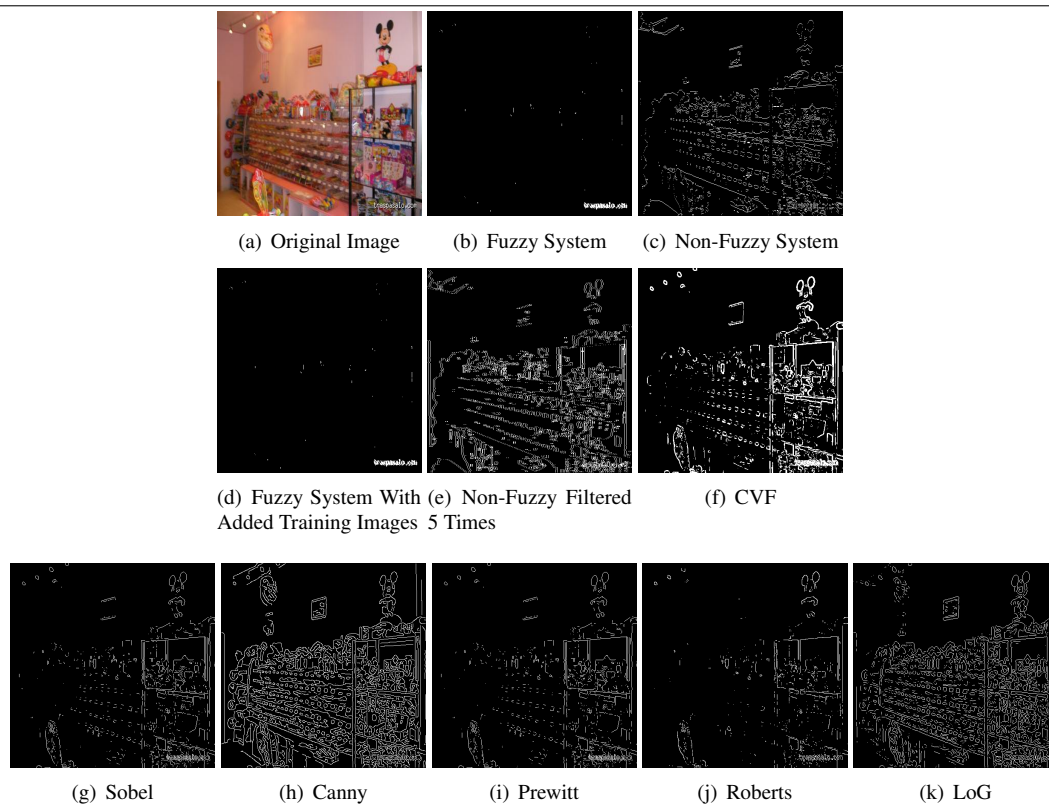 (a) Original Image
(b) Fuzzy System
(c) Non-Fuzzy System
(d) Fuzzy System With Added Training Images
(e) Non-Fuzzy Filtered 5 Times
(f) CVF
(g) Sobel
(h) Canny
(i) Prewitt
(j) Roberts
(k) LoG